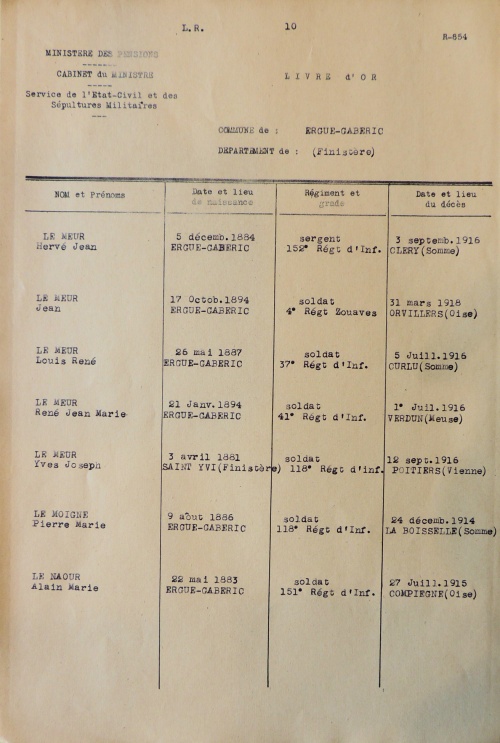 L.R. 10
R-854
MINISTERE DES PENSIONS
CABINET du MINISTRE
Service de l'Etat-Civil et des
Sépultures Militaires
LIVRE d'OR
COMMUNE de : ERGUE-GABERIC
DEPARTEMENT de : (Finistère)
NOM et Prénoms Date et lieu de naissance Régiment et grade Date et lieu du décès
LE MEUR 5 décemb.1884 sergent 3 septemb.1916
Hervé Jean ERGUE-GABERIC 152° Régt d'Inf. CLERY(Somme)
LE MEUR 17 Octob.1894 soldat 31 mars 1918
Jean ERGUE-GABERIC 4° Régt Zouaves ORVILLERS(Oise)
LE MEUR 26 mai 1887 soldat 5 Juill.1916
Louis René ERGUE-GABERIC 37° Régt d'Inf. CURLU(Somme)
LE MEUR 21 Janv.1894 soldat 1° Juil.1916
René Jean Marie ERGUE-GABERIC 41° Régt d'Inf. VERDUN(Meuse)
LE MEUR 3 avril 1881 soldat 12 sept.1916
Yves Joseph SAINT YVI(Finistère) 118° Régt d'inf. POITIERS(Vienne)
LE MOIGNE 9 août 1886 soldat 24 décemb.1914
Pierre Marie ERGUE-GABERIC 118° Régt d'Inf. LA BOISSELLE(Somme)
LE NAOUR 22 mai 1883 soldat 27 Juill.1915
Alain Marie ERGUE-GABERIC 151° Régt d'Inf. COMPIEGNE(Oise)